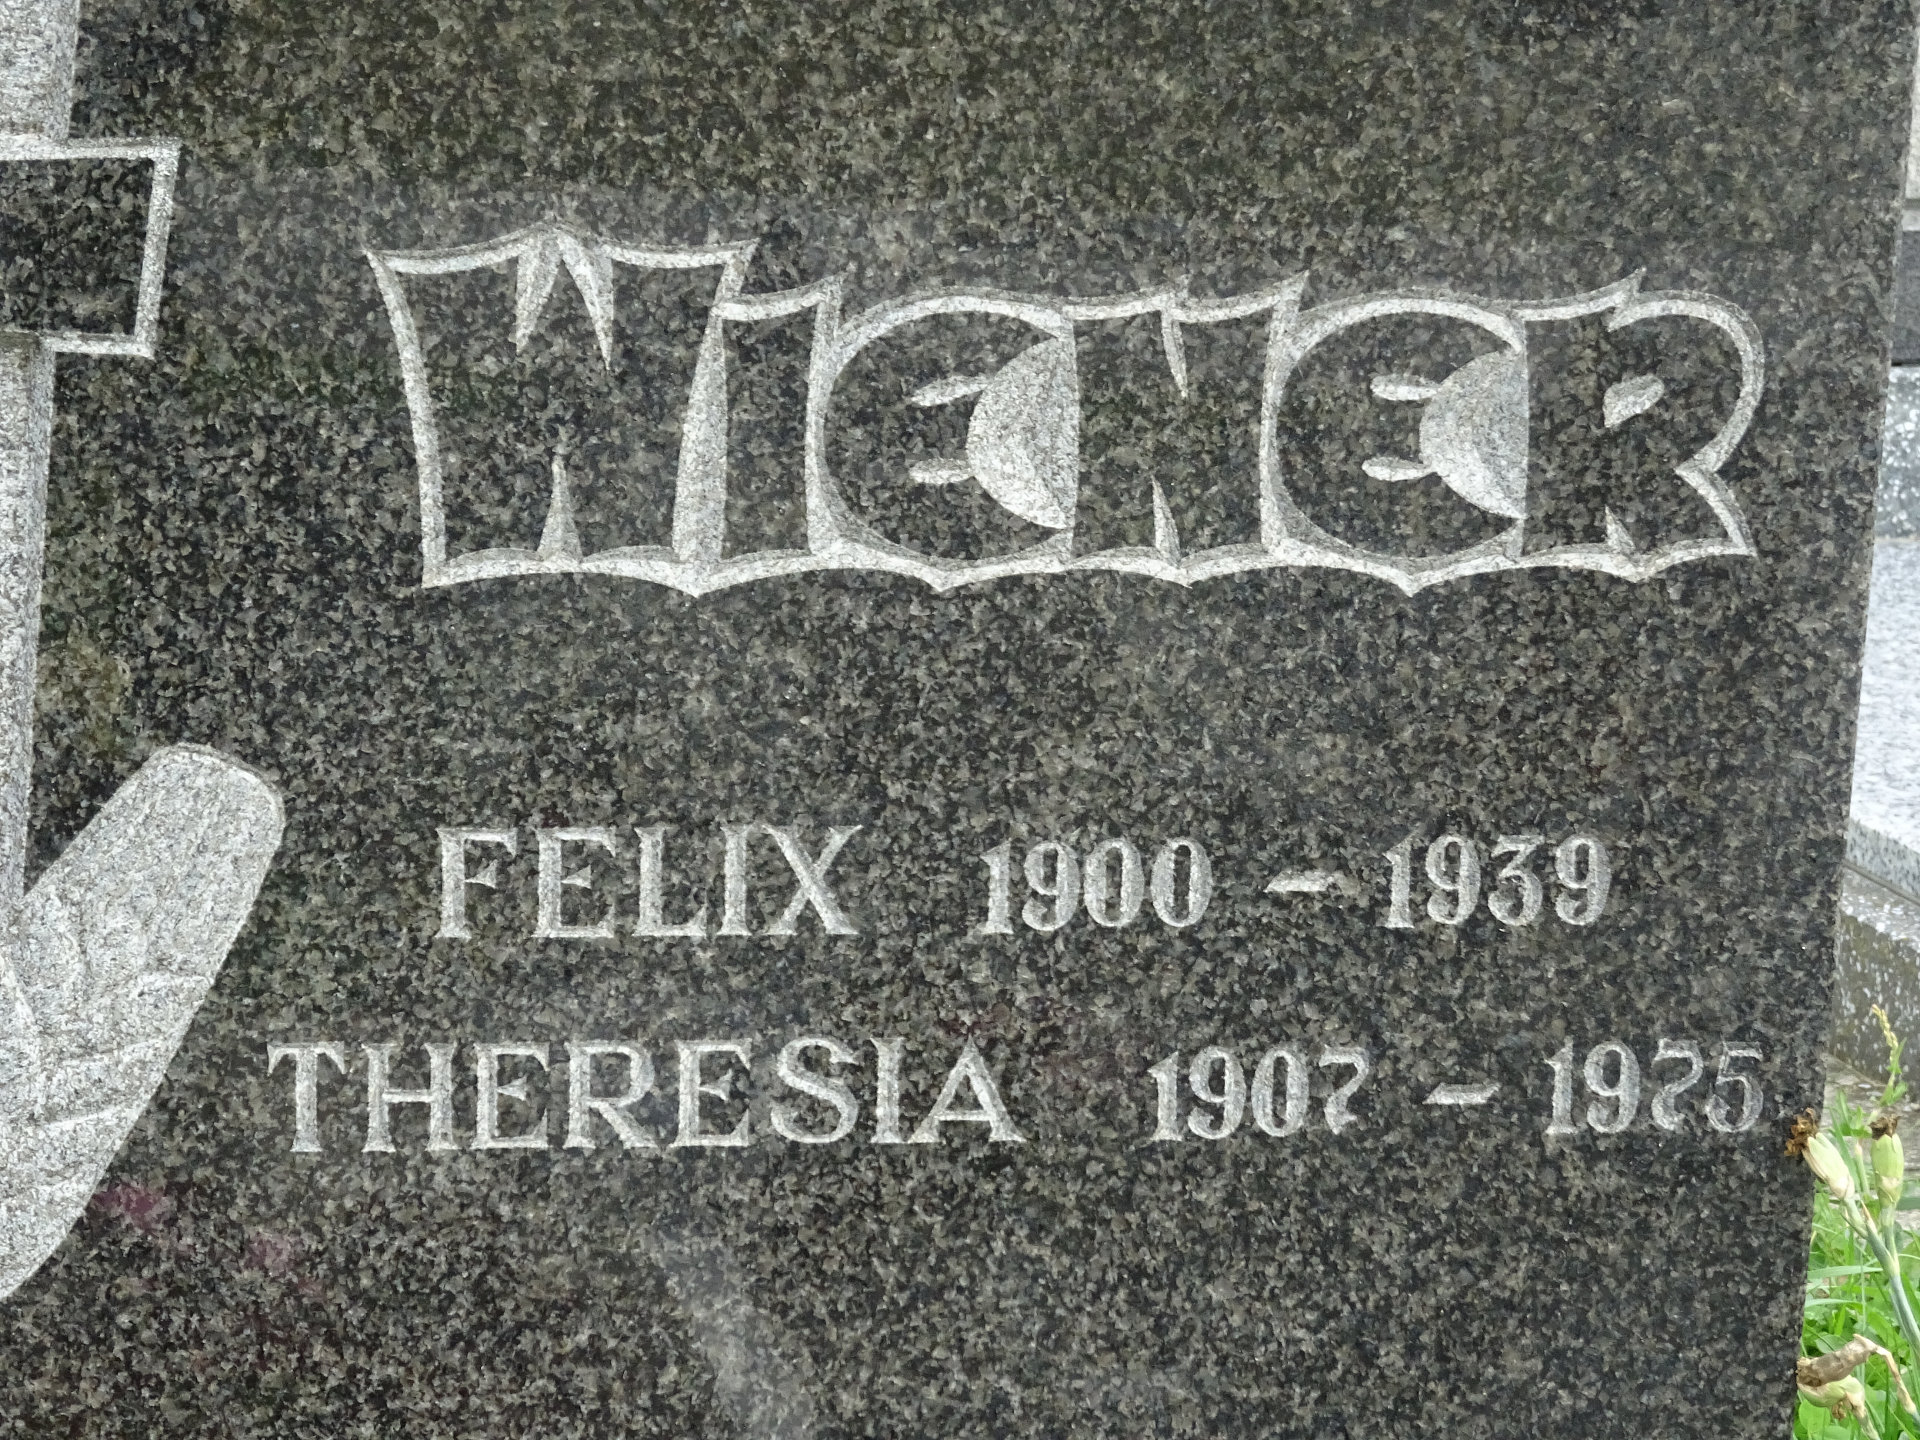 WIENER
FELIX 1900 – 1939
THERESIA 1907 – 1975